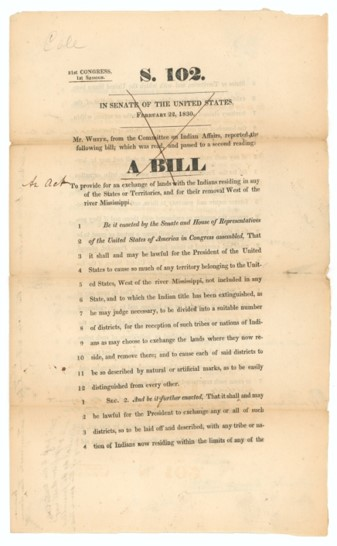 Cole
21st CONGRESS,
1st Session.
S. 102.
IN SENATE OF THE UNITED STATES,
February 22, 1830.
Mr. White, from the Committee on Indian Affairs, reported the
following bill; which was read, and passed to a second reading:
A BILL
An Act
To provide for an exchange of lands with the Indians residing in any
of the States or Territories, and for their removal West of the
river Mississippi.
1 Be it enacted by the Senate and House of Representatives
2 of the United States of America in Congress assembled, That
3 it shall and may be lawful for the President of the United
4 States to cause so much of any territory belonging to the Unit-
5 ed States, West of the river Mississippi, not included in any
6 State, and to which the Indian title has been extinguished, as
7 he may judge necessary, to be divided into a suitable number
8 of districts, for the reception of such tribes or nations of Indi-
9 ans as may choose to exchange the lands where they now re-
10 side, and remove there; and to cause each of said districts to
11 be so described by natural or artificial marks, as to be easily
12 distinguished from every other.
1 Sec. 2. And be it further enacted, That it shall and may
2 be lawful for the President to exchange any or all of such
3 districts, so to be laid off and described, with any tribe or na-
4 tion of Indians now residing within the limits of any of the